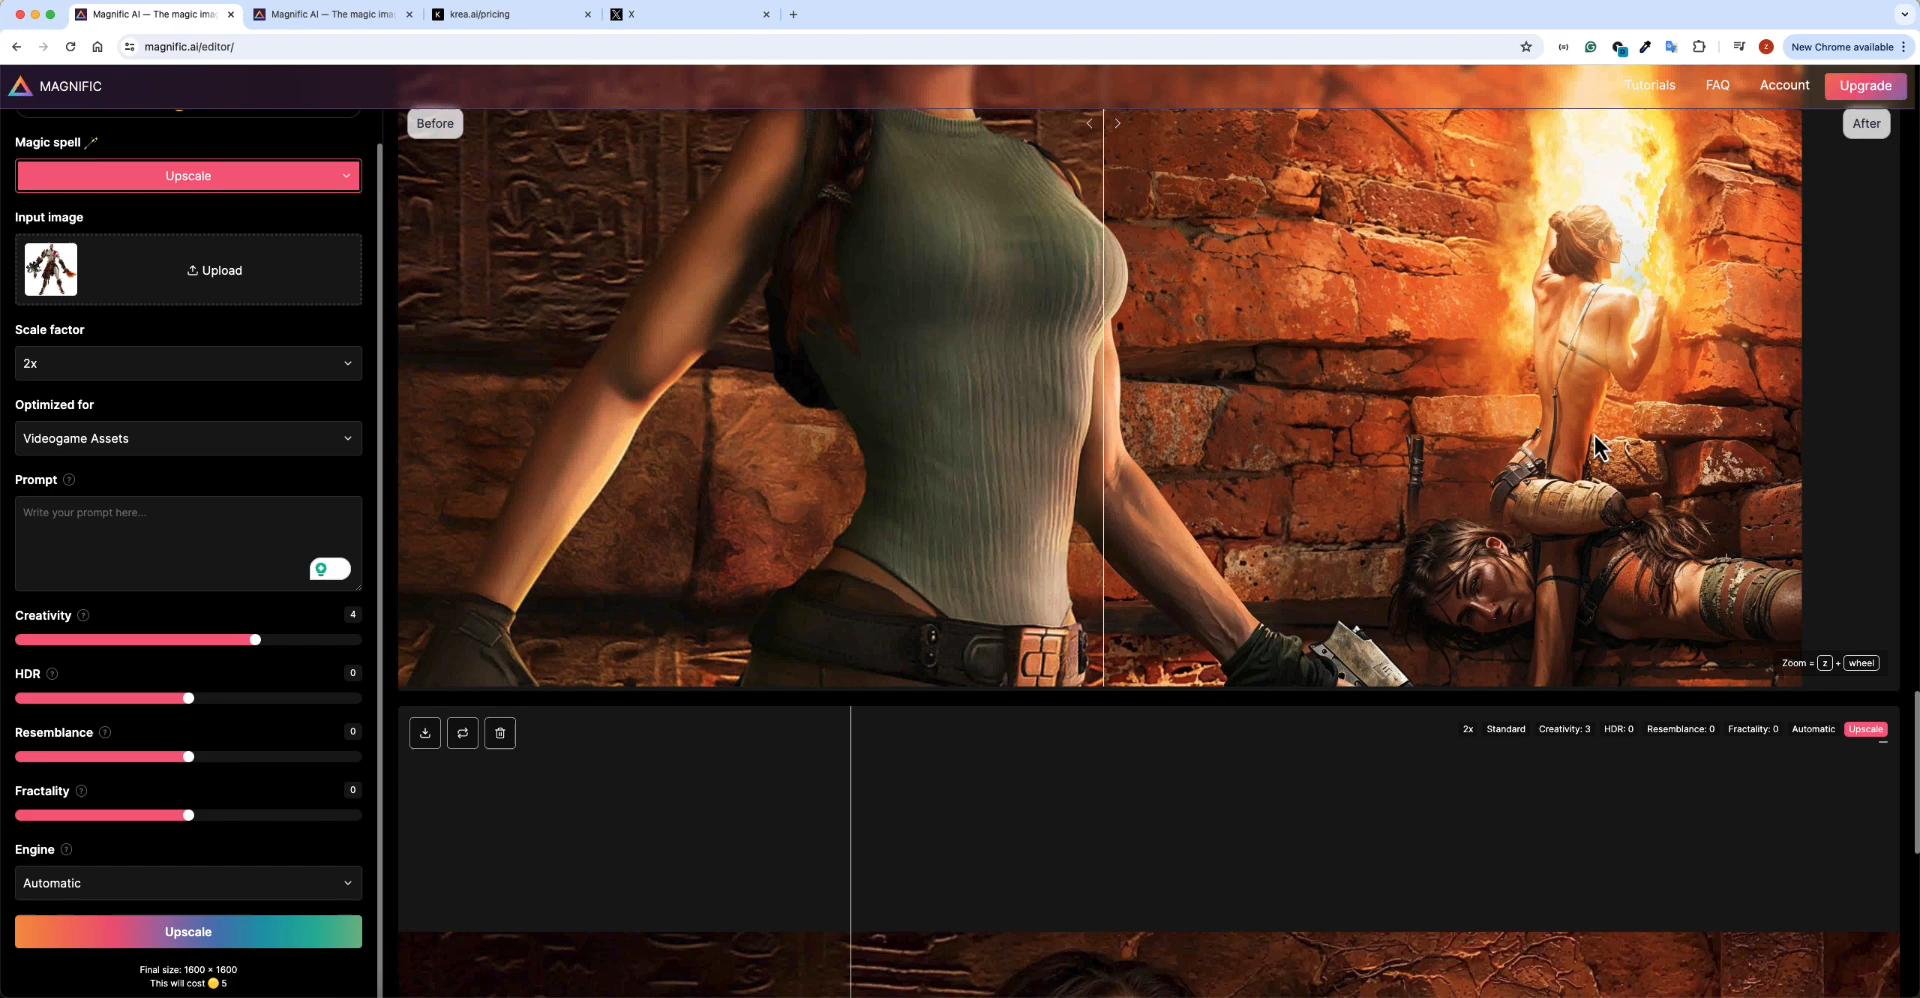 Magnific AI — The magic ima
Magnific AI — The magic ima
krea.ai/pricing
X
magnific.ai/editor/
New Chrome available
MAGNIFIC
Tutorials
FAQ
Account
Upgrade
Before
After
Magic spell
Upscale
Input image
Upload
Scale factor
2x
Optimized for
Videogame Assets
Prompt
Write your prompt here...
Creativity
4
HDR
0
Resemblance
0
Fractality
0
Engine
Automatic
Upscale
Final size: 1600 × 1600
This will cost 5
Zoom = z + wheel
2x Standard Creativity: 3 HDR: 0 Resemblance: 0 Fractality: 0 Automatic Upscale